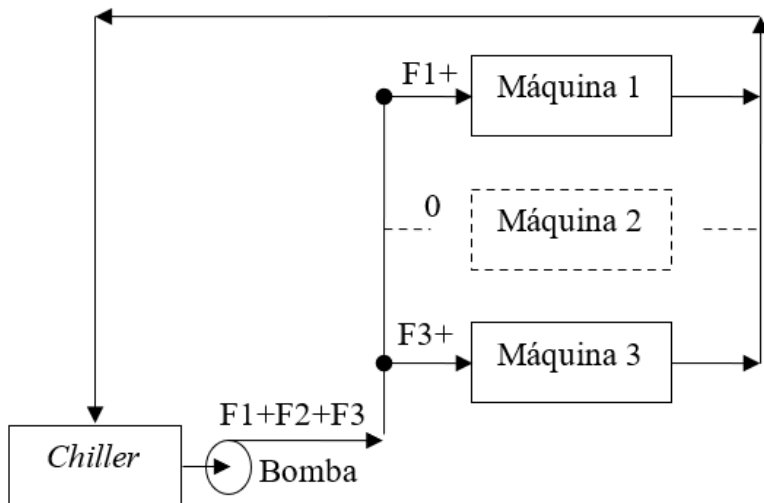 F1+
Máquina 1
0
Máquina 2
F3+
Máquina 3
F1+F2+F3
Chiller
Bomba